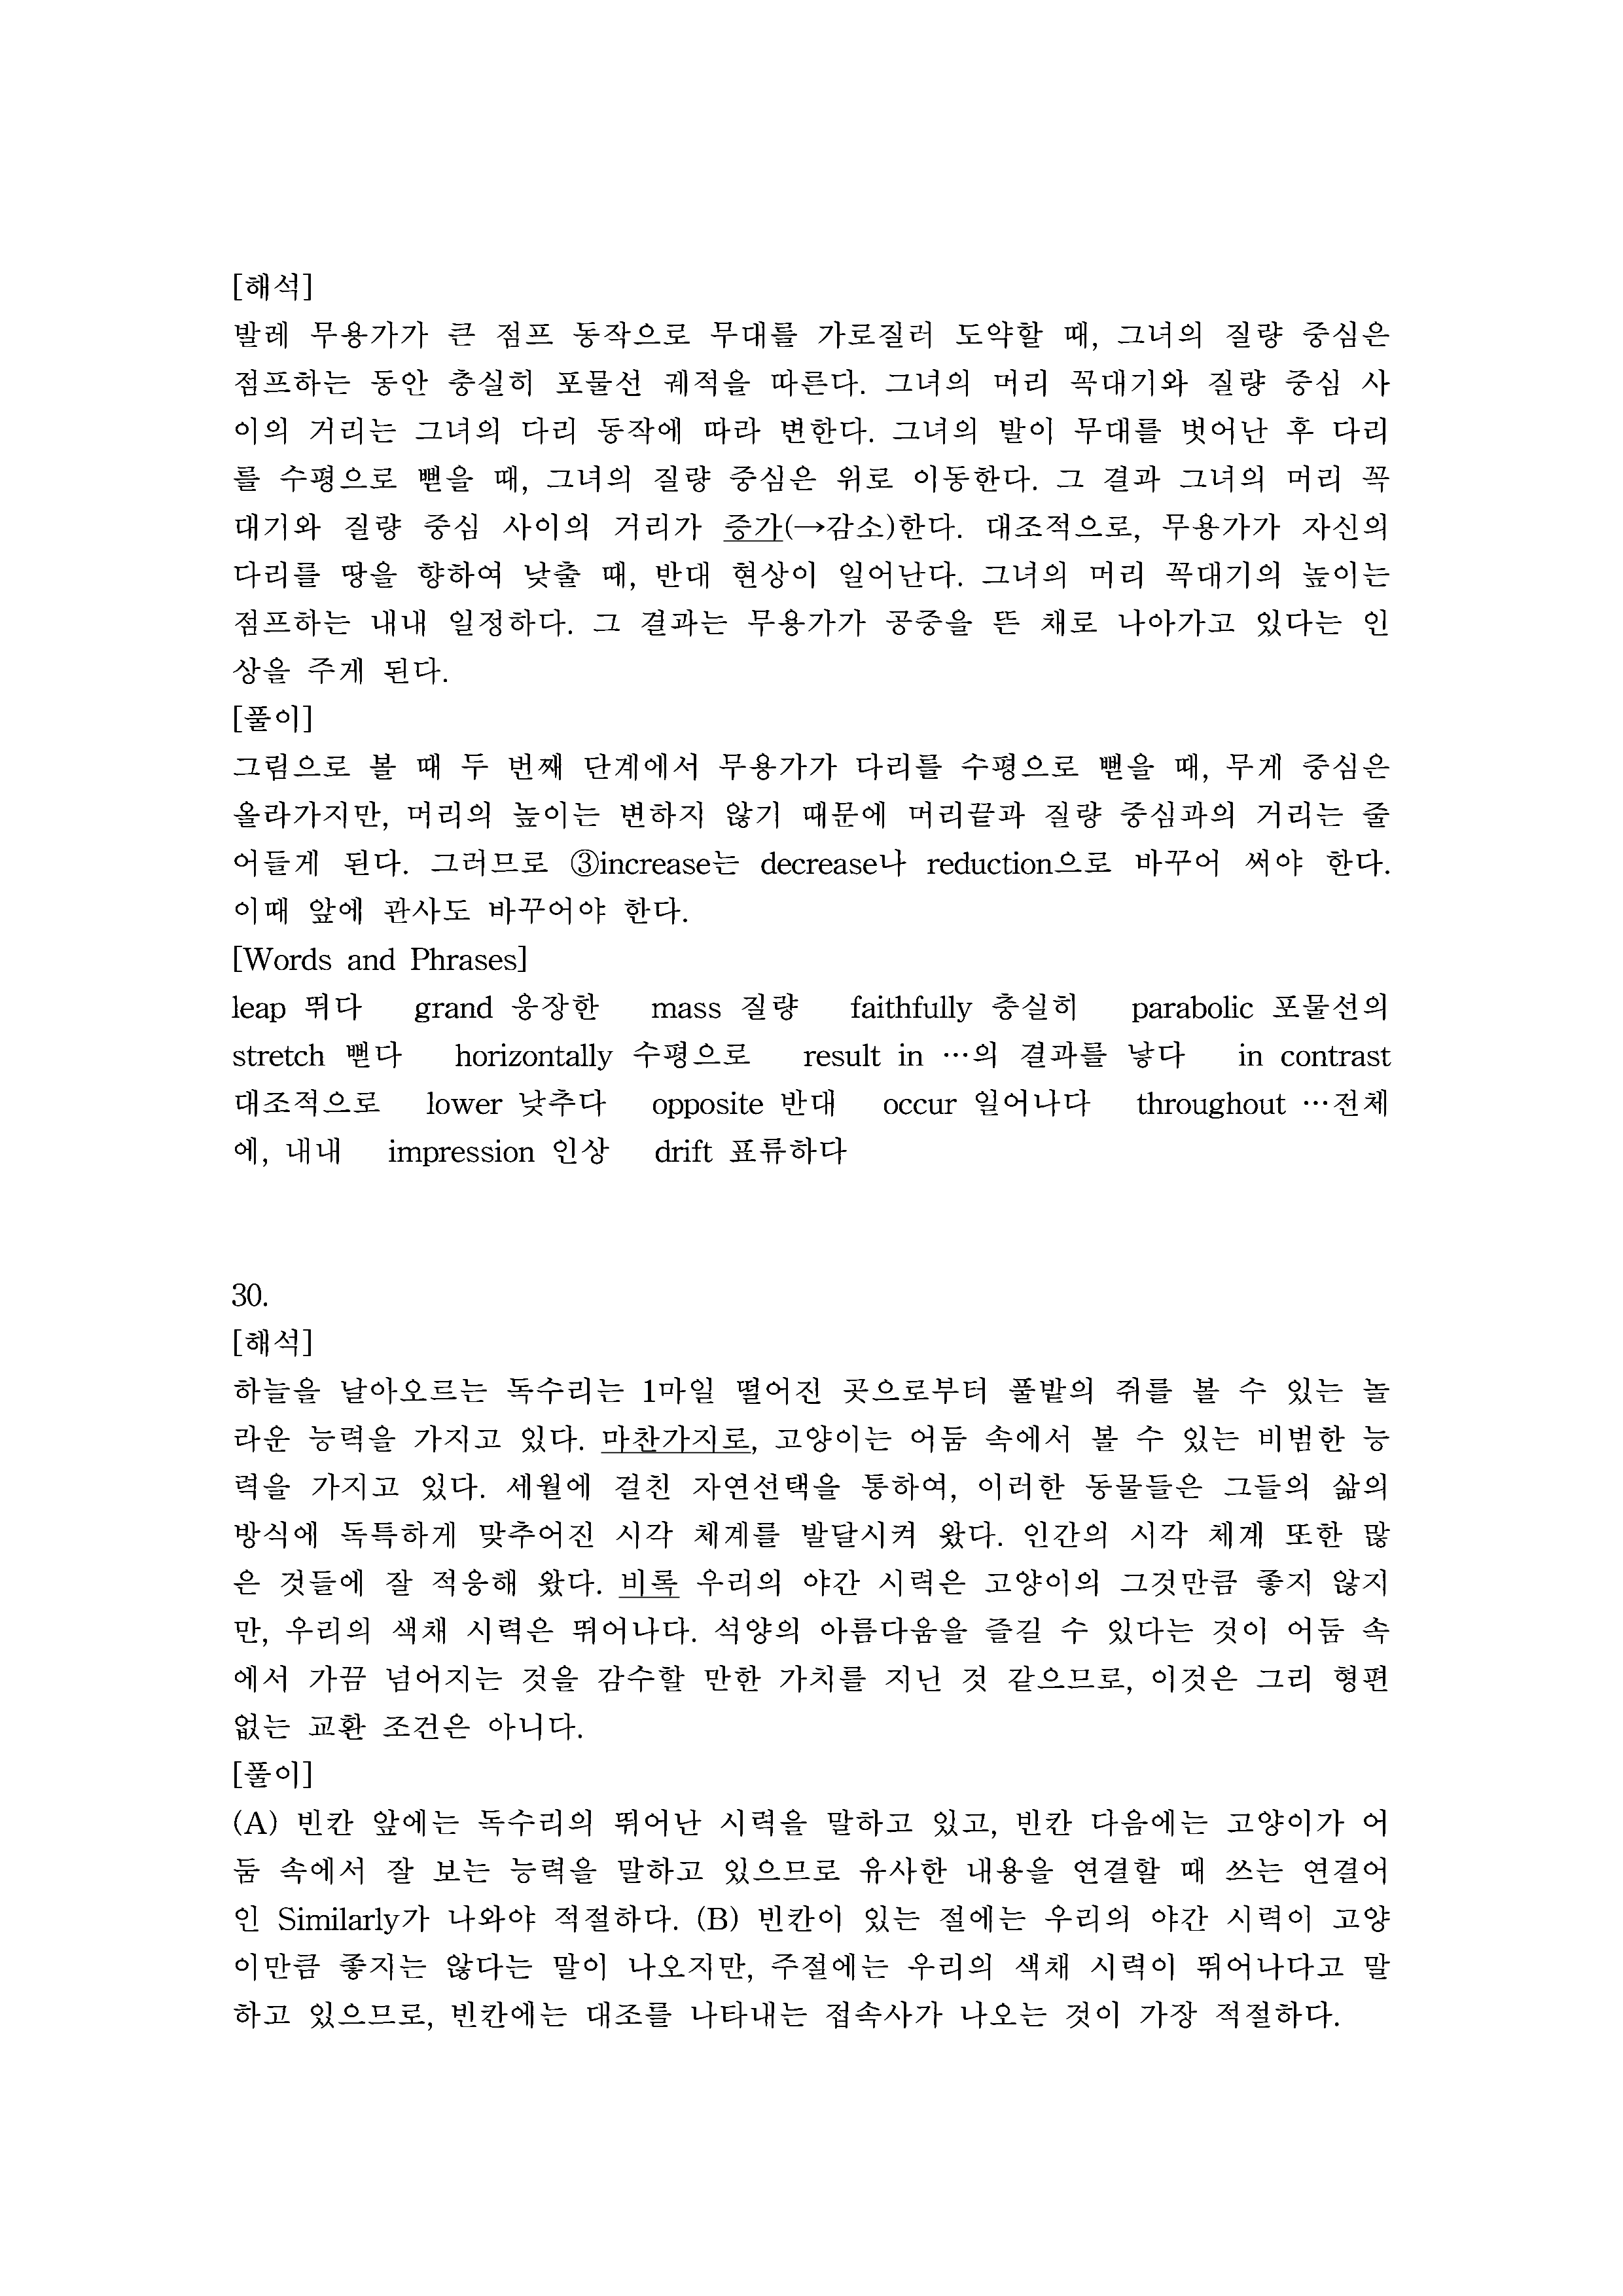 [해석]
발레 무용가가 큰 점프 동작으로 무대를 가로질러 도약할 때, 그녀의 질량 중심은
점프하는 동안 충실히 포물선 궤적을 따른다. 그녀의 머리 꼭대기와 질량 중심 사
이의 거리는 그녀의 다리 동작에 따라 변한다. 그녀의 발이 무대를 벗어난 후 다리
를 수평으로 뻗을 때, 그녀의 질량 중심은 위로 이동한다. 그 결과 그녀의 머리 꼭
대기와 질량 중심 사이의 거리가 증가(→감소)한다. 대조적으로, 무용가가 자신의
다리를 땅을 향하여 낮출 때, 반대 현상이 일어난다. 그녀의 머리 꼭대기의 높이는
점프하는 내내 일정하다. 그 결과는 무용가가 공중을 뜬 채로 나아가고 있다는 인
상을 주게 된다.
[풀이]
그림으로 볼 때 두 번째 단계에서 무용가가 다리를 수평으로 뻗을 때, 무게 중심은
올라가지만, 머리의 높이는 변하지 않기 때문에 머리끝과 질량 중심과의 거리는 줄
어들게 된다. 그러므로 ③increase는 decrease나 reduction으로 바꾸어 써야 한다.
이때 앞에 관사도 바꾸어야 한다.
[Words and Phrases]
leap 뛰다 grand 웅장한 mass 질량 faithfully 충실히 parabolic 포물선의
stretch 뻗다 horizontally 수평으로 result in …의 결과를 낳다 in contrast
대조적으로 lower 낮추다 opposite 반대 occur 일어나다 throughout …전체
에, 내내 impression 인상 drift 표류하다
30.
[해석]
하늘을 날아오르는 독수리는 1마일 떨어진 곳으로부터 풀밭의 쥐를 볼 수 있는 놀
라운 능력을 가지고 있다. 마찬가지로, 고양이는 어둠 속에서 볼 수 있는 비범한 능
력을 가지고 있다. 세월에 걸친 자연선택을 통하여, 이러한 동물들은 그들의 삶의
방식에 독특하게 맞추어진 시각 체계를 발달시켜 왔다. 인간의 시각 체계 또한 많
은 것들에 잘 적응해 왔다. 비록 우리의 야간 시력은 고양이의 그것만큼 좋지 않지
만, 우리의 색채 시력은 뛰어나다. 석양의 아름다움을 즐길 수 있다는 것이 어둠 속
에서 가끔 넘어지는 것을 감수할 만한 가치를 지닌 것 같으므로, 이것은 그리 형편
없는 교환 조건은 아니다.
[풀이]
(A) 빈칸 앞에는 독수리의 뛰어난 시력을 말하고 있고, 빈칸 다음에는 고양이가 어
둠 속에서 잘 보는 능력을 말하고 있으므로 유사한 내용을 연결할 때 쓰는 연결어
인 Similarly가 나와야 적절하다. (B) 빈칸이 있는 절에는 우리의 야간 시력이 고양
이만큼 좋지는 않다는 말이 나오지만, 주절에는 우리의 색채 시력이 뛰어나다고 말
하고 있으므로, 빈칸에는 대조를 나타내는 접속사가 나오는 것이 가장 적절하다.